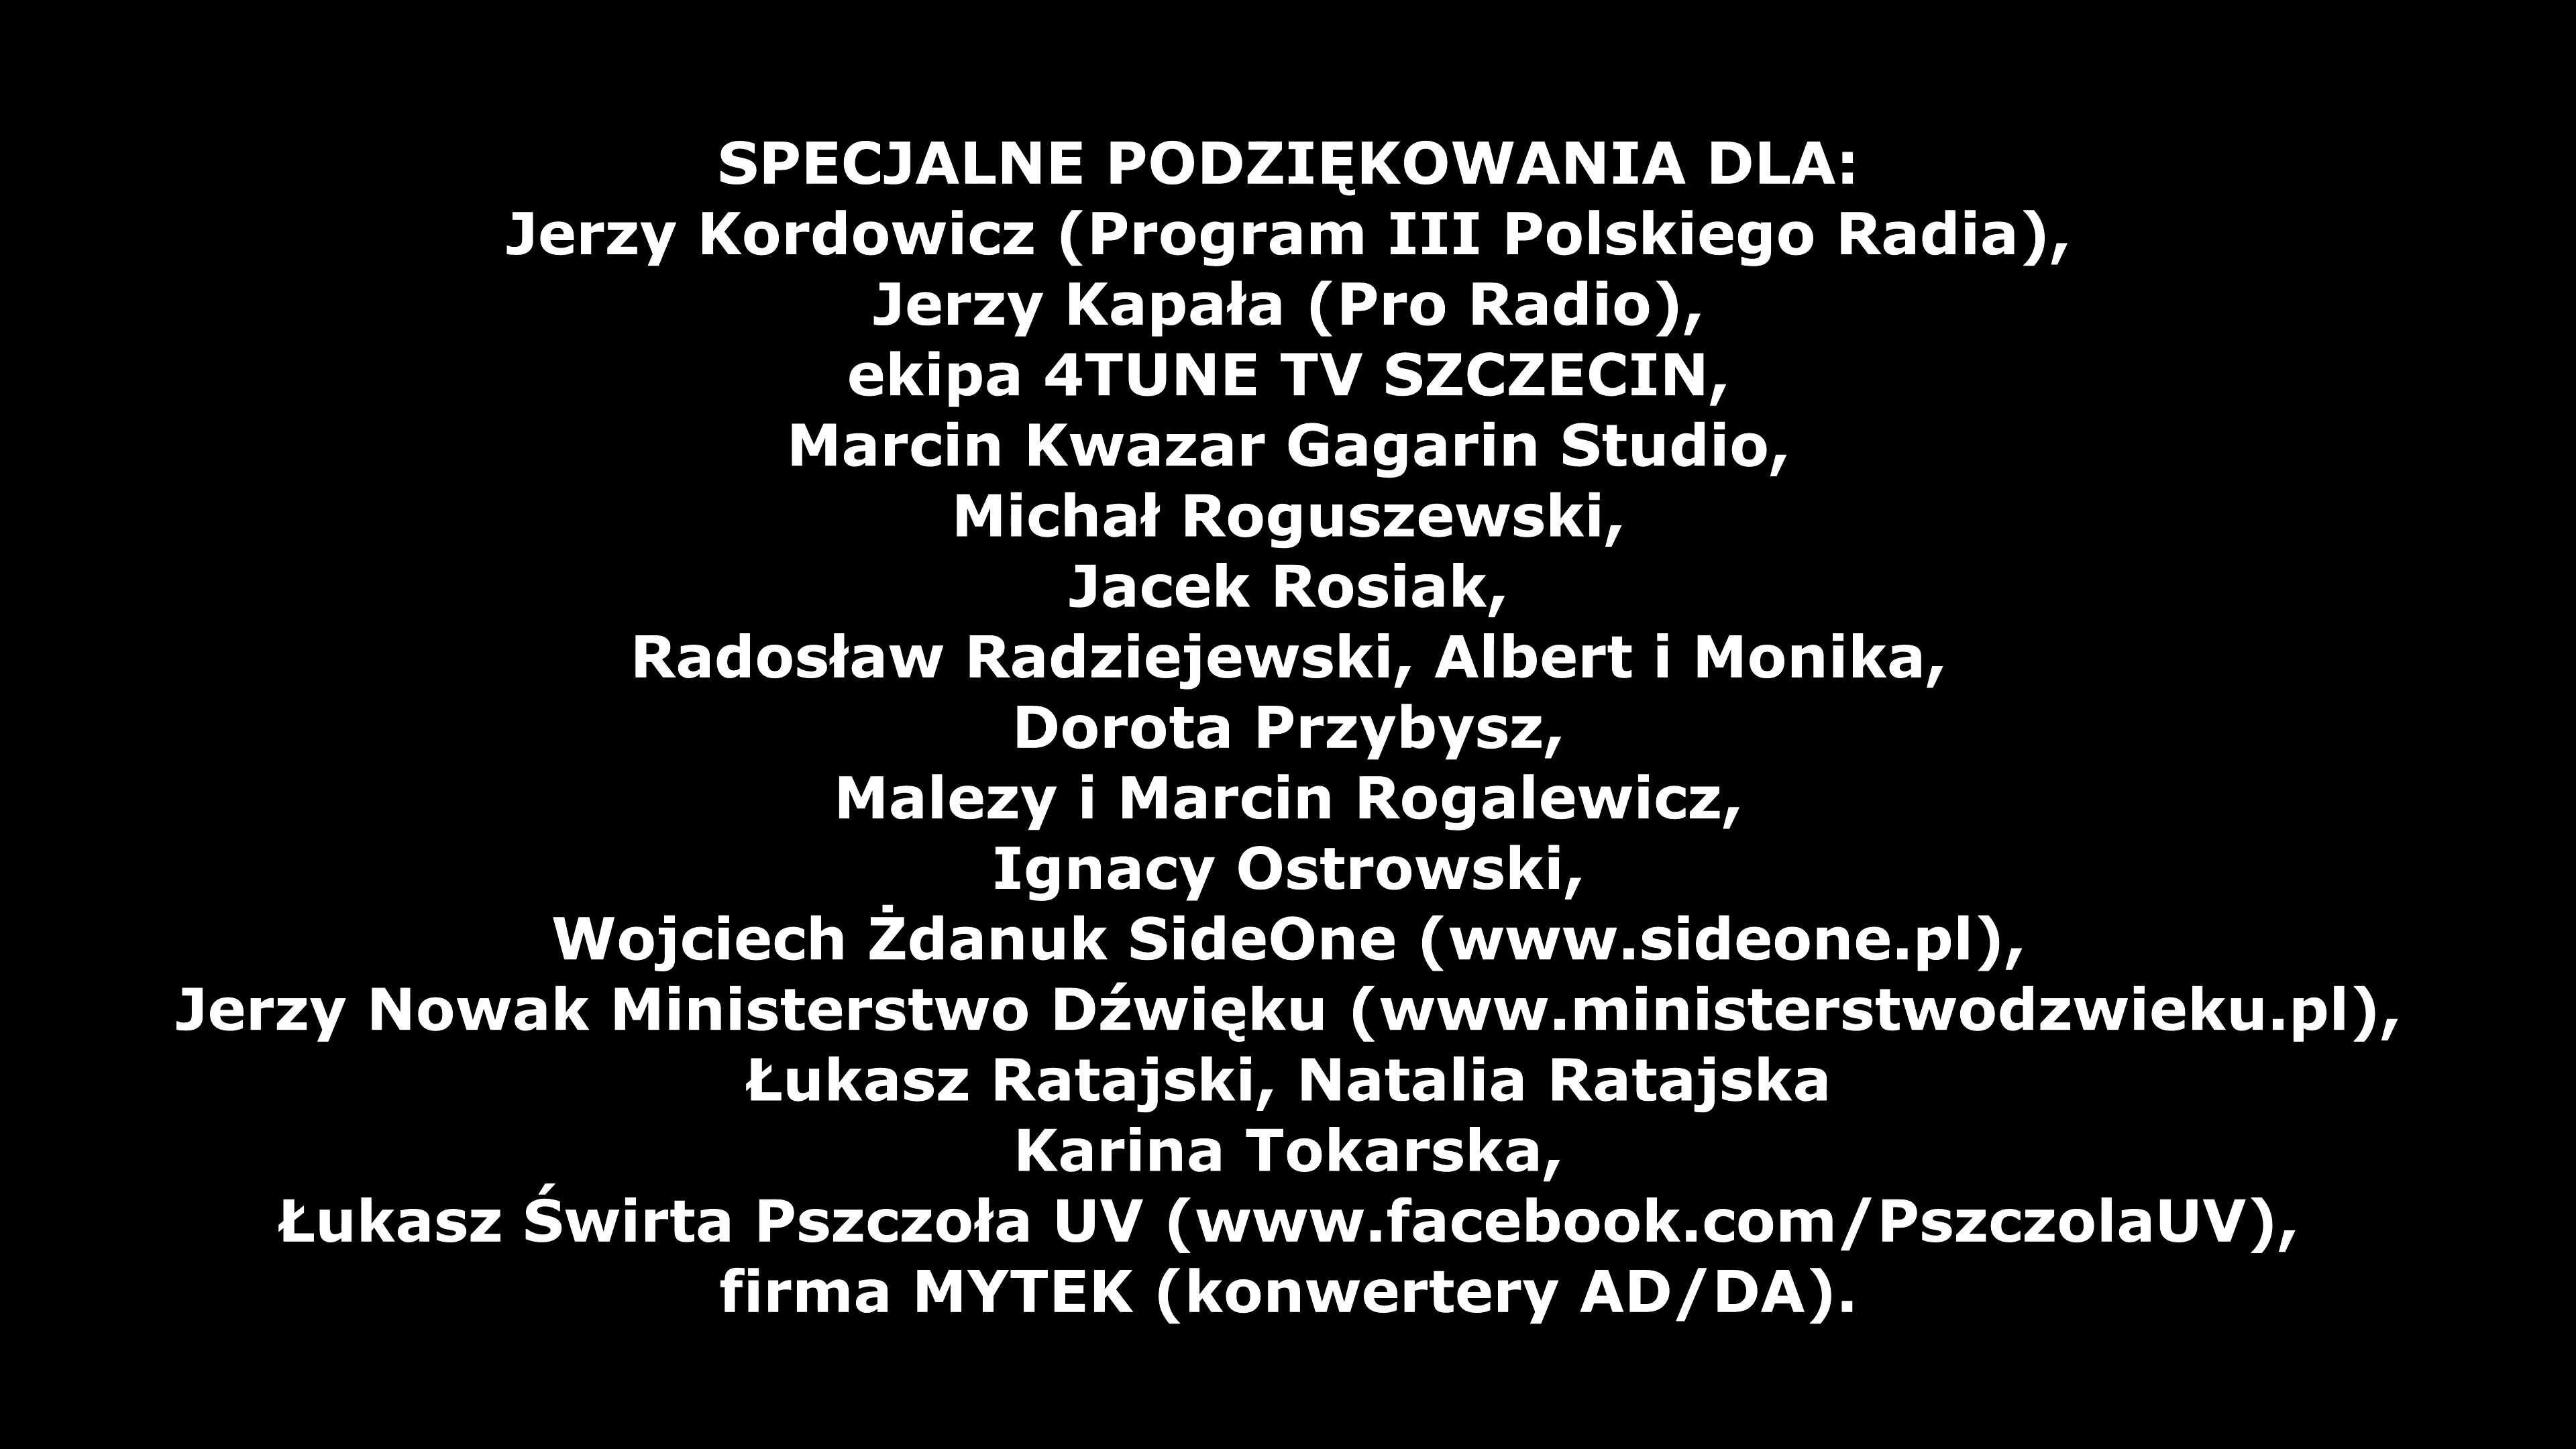 SPECJALNE PODZIĘKOWANIA DLA:
Jerzy Kordowicz (Program III Polskiego Radia),
Jerzy Kapała (Pro Radio),
ekipa 4TUNE TV SZCZECIN,
Marcin Kwazar Gagarin Studio,
Michał Roguszewski,
Jacek Rosiak,
Radosław Radziejewski, Albert i Monika,
Dorota Przybysz,
Malezy i Marcin Rogalewicz,
Ignacy Ostrowski,
Wojciech Żdanuk SideOne (www.sideone.pl),
Jerzy Nowak Ministerstwo Dźwięku (www.ministerstwodzwieku.pl),
Łukasz Ratajski, Natalia Ratajska
Karina Tokarska,
Łukasz Świrta Pszczoła UV (www.facebook.com/PszczolaUV),
firma MYTEK (konwertery AD/DA).